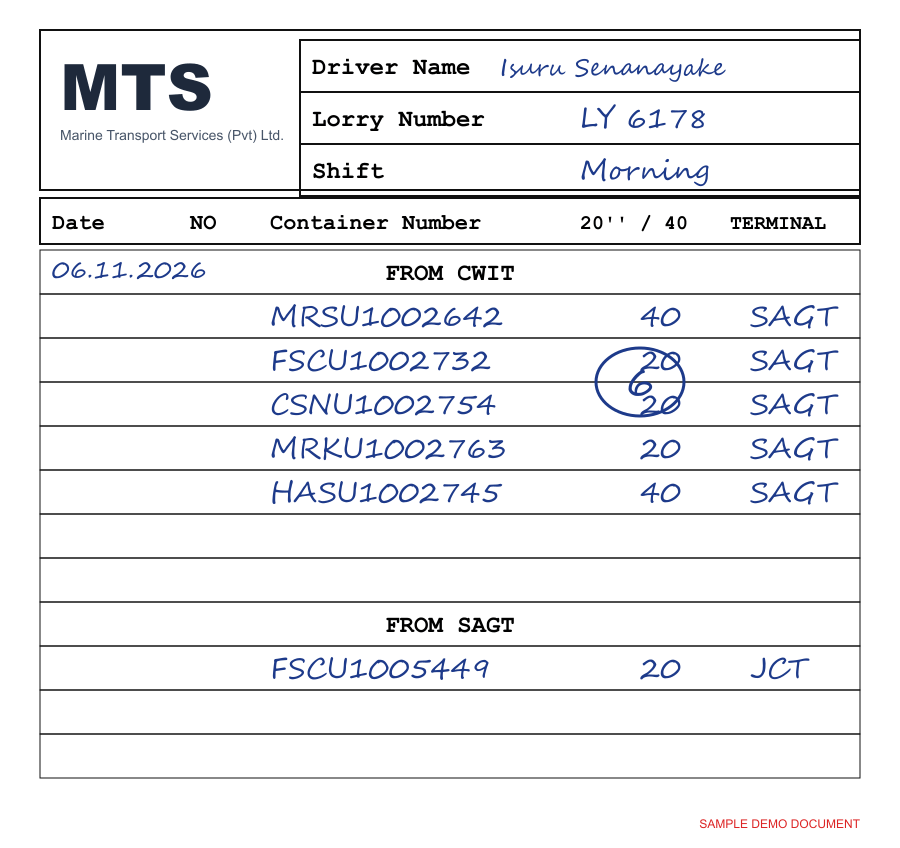 MTS
Marine Transport Services (Pvt) Ltd.
Driver Name Isuru Senanayake
Lorry Number LY 6178
Shift Morning
Date NO Container Number 20'' / 40 TERMINAL
06.11.2026 FROM CWIT
MRSU1002642 40 SAGT
FSCU1002732 20 SAGT
6
CSNU1002754 20 SAGT
MRKU1002763 20 SAGT
HASU1002745 40 SAGT
FROM SAGT
FSCU1005449 20 JCT
SAMPLE DEMO DOCUMENT